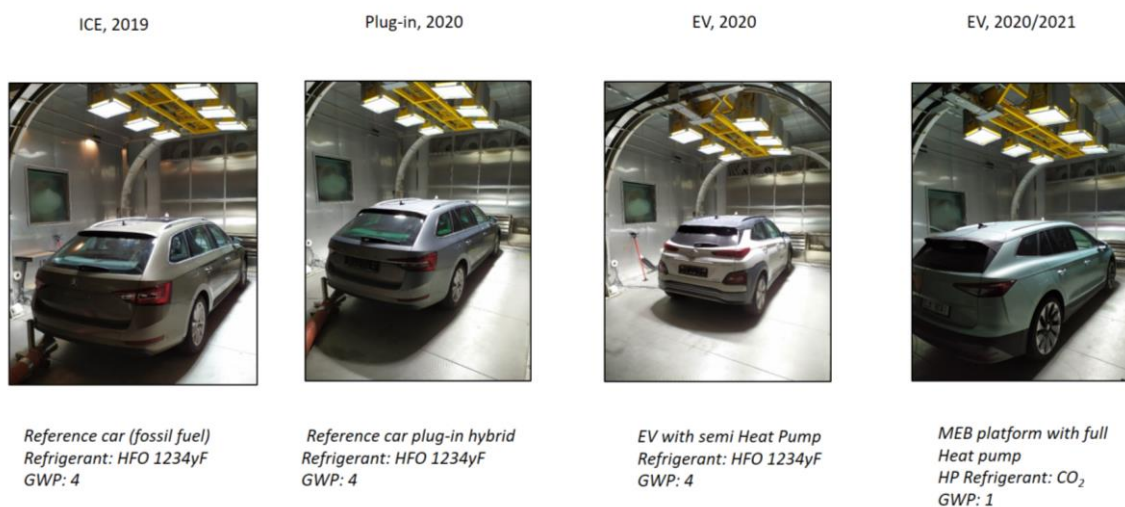 ICE, 2019
Plug-in, 2020
EV, 2020
EV, 2020/2021
Reference car (fossil fuel)
Refrigerant: HFO 1234yF
GWP: 4
Reference car plug-in hybrid
Refrigerant: HFO 1234yF
GWP: 4
EV with semi Heat Pump
Refrigerant: HFO 1234yF
GWP: 4
MEB platform with full
Heat pump
HP Refrigerant: CO₂
GWP: 1